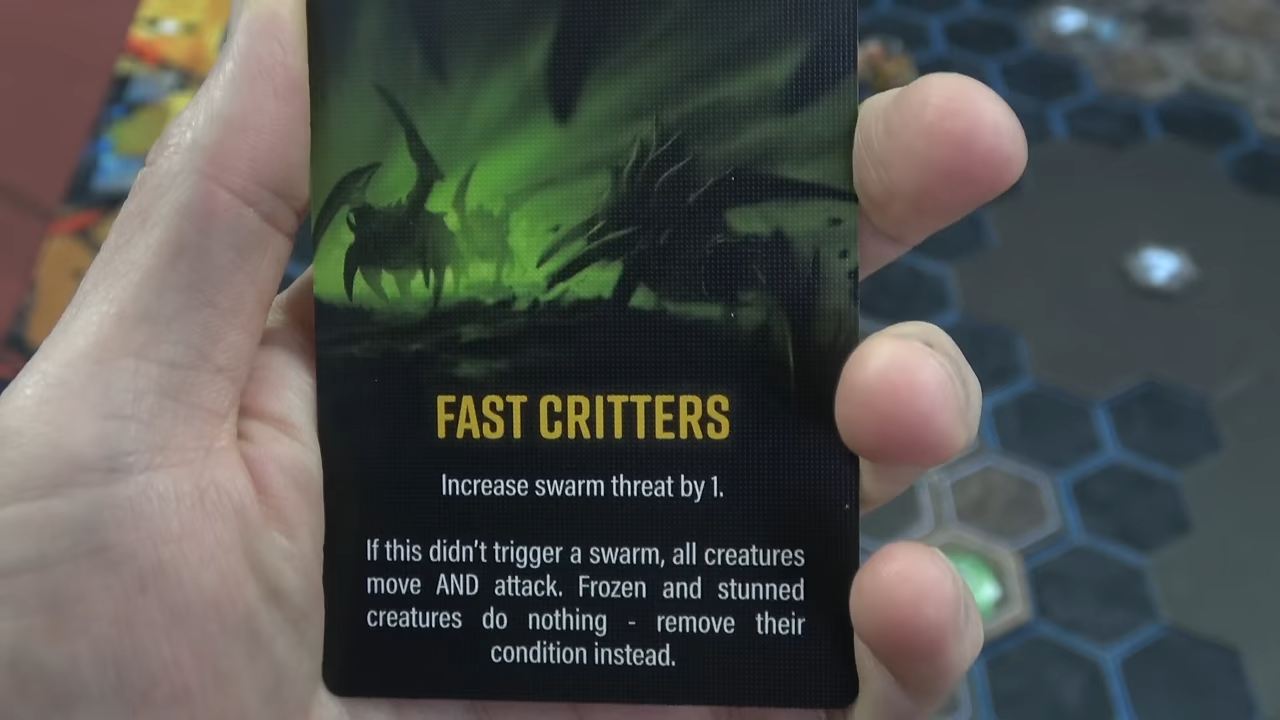 FAST CRITTERS
Increase swarm threat by 1.
If this didn't trigger a swarm, all creatures
move AND attack. Frozen and stunned
creatures do nothing - remove their
condition instead.